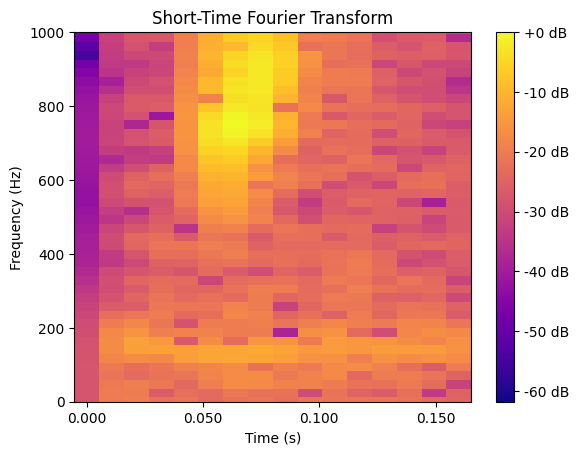 Short-Time Fourier Transform
1000
800
600
400
200
0
Frequency (Hz)
0.000
0.050
0.100
0.150
Time (s)
+0 dB
-10 dB
-20 dB
-30 dB
-40 dB
-50 dB
-60 dB